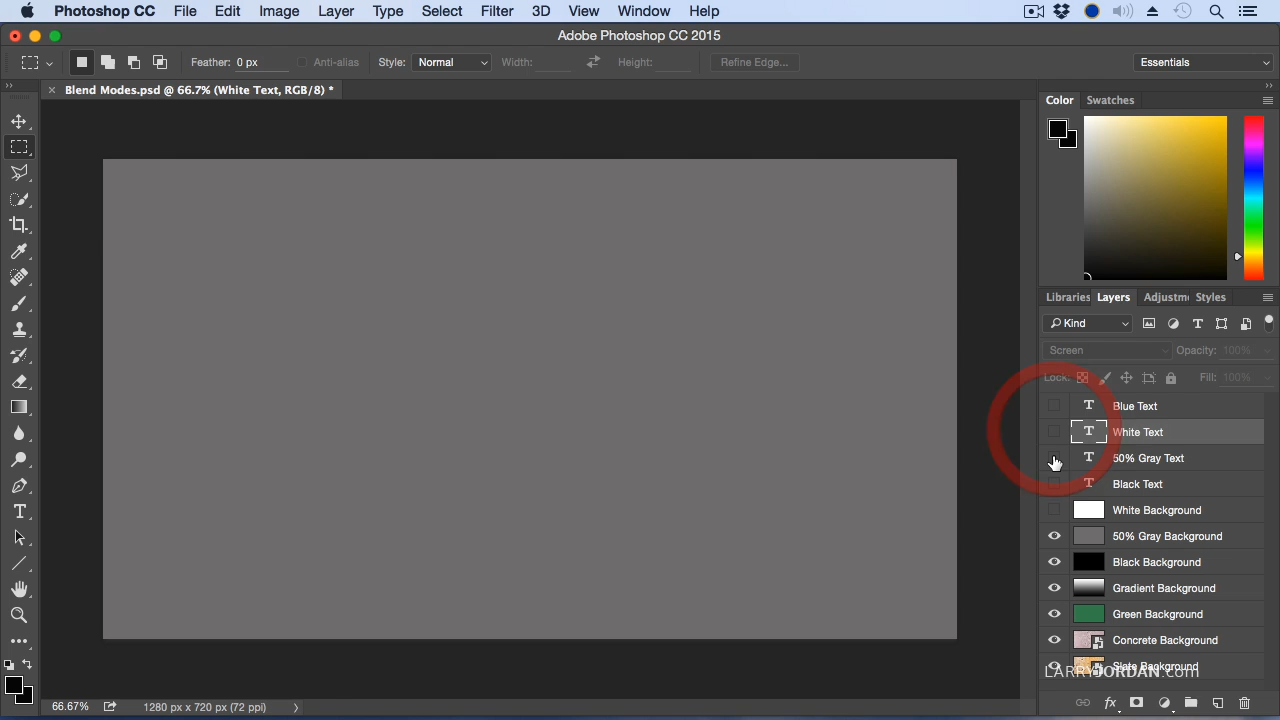 Photoshop CC File Edit Image Layer Type Select Filter 3D View Window Help
Adobe Photoshop CC 2015
Feather: 0 px Anti-alias Style: Normal Width: Height: Refine Edge... Essentials
× Blend Modes.psd @ 66.7% (White Text, RGB/8) *
Color Swatches
Libraries Layers Adjustm Styles
Kind
Screen Opacity: 100%
Lock: Fill: 100%
T Blue Text
T White Text
T 50% Gray Text
T Black Text
White Background
50% Gray Background
Black Background
Gradient Background
Green Background
Concrete Background
Slate Background
LARRYJORDAN.com
66.67% 1280 px x 720 px (72 ppi)
fx